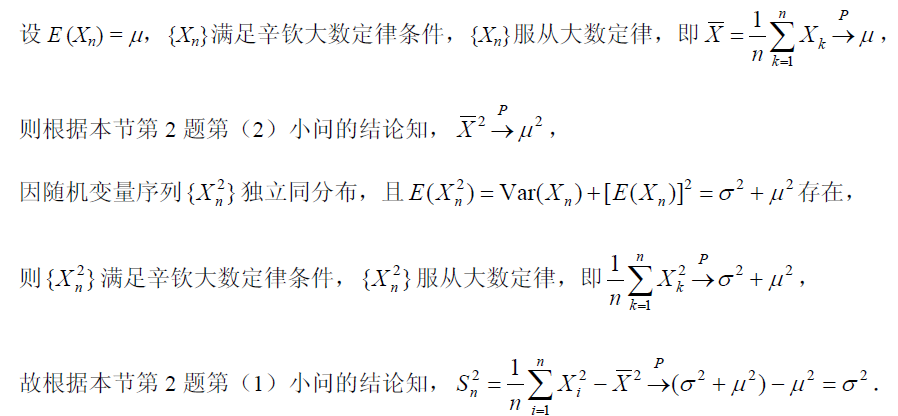 设 E(Xₙ) = μ，{Xₙ}满足辛钦大数定律条件，{Xₙ}服从大数定律，即 $\overline{X} = \frac{1}{n}\sum_{k=1}^{n} X_k \xrightarrow{P} \mu$，
则根据本节第 2 题第（2）小问的结论知，$\overline{X}^2 \xrightarrow{P} \mu^2$，
因随机变量序列 $\{X_n^2\}$ 独立同分布，且 $E(X_n^2) = \mathrm{Var}(X_n) + [E(X_n)]^2 = \sigma^2 + \mu^2$ 存在，
则 $\{X_n^2\}$ 满足辛钦大数定律条件，$\{X_n^2\}$ 服从大数定律，即 $\frac{1}{n}\sum_{k=1}^{n} X_k^2 \xrightarrow{P} \sigma^2 + \mu^2$，
故根据本节第 2 题第（1）小问的结论知，$S_n^2 = \frac{1}{n}\sum_{i=1}^{n} X_i^2 - \overline{X}^2 \xrightarrow{P} (\sigma^2 + \mu^2) - \mu^2 = \sigma^2$．